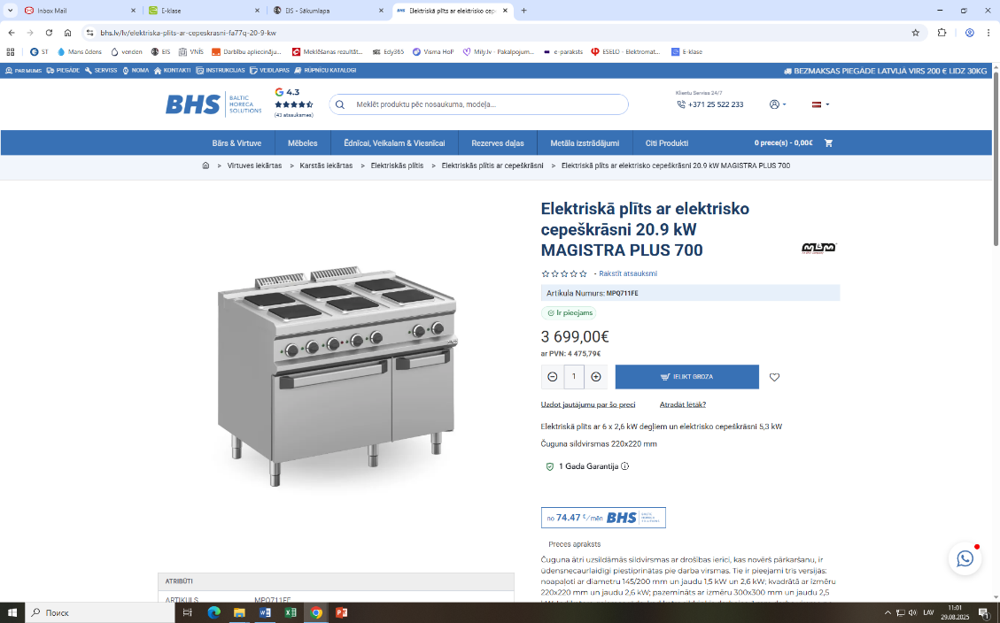 Inbox Mail
E-klase
EIS - Sākumlapa
Elektriskā plīts ar elektrisko cep
bhs.lv/lv/elektriska-plits-ar-cepeskrasni-fa77q-20-9-kw
ST
Mans ūdens
venden
EIS
VNĪS
Darbību apliecināju...
Meklēšanas rezultāt...
Edy365
Visma HoP
Mily.lv - Pakalpojum...
e-paraksts
ESELO – Elektromat...
E-klase
PAR MUMS
PIEGĀDE
SERVISS
NOMA
KONTAKTI
INSTRUKCIJAS
VEIDLAPAS
RŪPNĪCU KATALOGI
BEZMAKSAS PIEGĀDE LATVIJĀ VIRS 200 € LĪDZ 30KG
BHS
BALTIC
HORECA
SOLUTIONS
4.3
(43 atsauksmes)
Meklēt produktu pēc nosaukuma, modeļa...
Klientu Serviss 24/7
+371 25 522 233
Bārs & Virtuve
Mēbeles
Ēdnīcai, Veikalam & Viesnīcai
Rezerves daļas
Metāla izstrādājumi
Citi Produkti
0 prece(s) - 0,00€
> Virtuves iekārtas > Karstās iekārtas > Elektriskās plītis > Elektriskās plītis ar cepeškrāsni > Elektriskā plīts ar elektrisko cepeškrāsni 20.9 kW MAGISTRA PLUS 700
Elektriskā plīts ar elektrisko
cepeškrāsni 20.9 kW
MAGISTRA PLUS 700
MBM
- Rakstīt atsauksmi
Artikula Numurs: MPQ711FE
Ir pieejams
3 699,00€
ar PVN: 4 475,79€
1
IELIKT GROZĀ
Uzdot jautājumu par šo preci
Atradāt lētāk?
Elektriskā plīts ar 6 x 2,6 kW degļiem un elektrisko cepeškrāsni 5,3 kW
Čuguna sildvirsmas 220x220 mm
1 Gada Garantija
no 74.47 €/mēn BHS
Preces apraksts
Čuguna ātri uzsildāmās sildvirsmas ar drošības ierīci, kas novērš pārkaršanu, ir
ūdensnecaurlaidīgi piestiprinātas pie darba virsmas. Tie ir pieejami trīs versijās:
noapaļoti ar diametru 145/200 mm un jaudu 1,5 kW un 2,6 kW; kvadrātā ar izmēru
220x220 mm un jaudu 2,6 kW; pazemināts ar izmēru 300x300 mm un jaudu 2,5
ATRIBŪTI
ARTIKULS
MPQ711FE
Поиск
LAV
11:01
29.08.2025